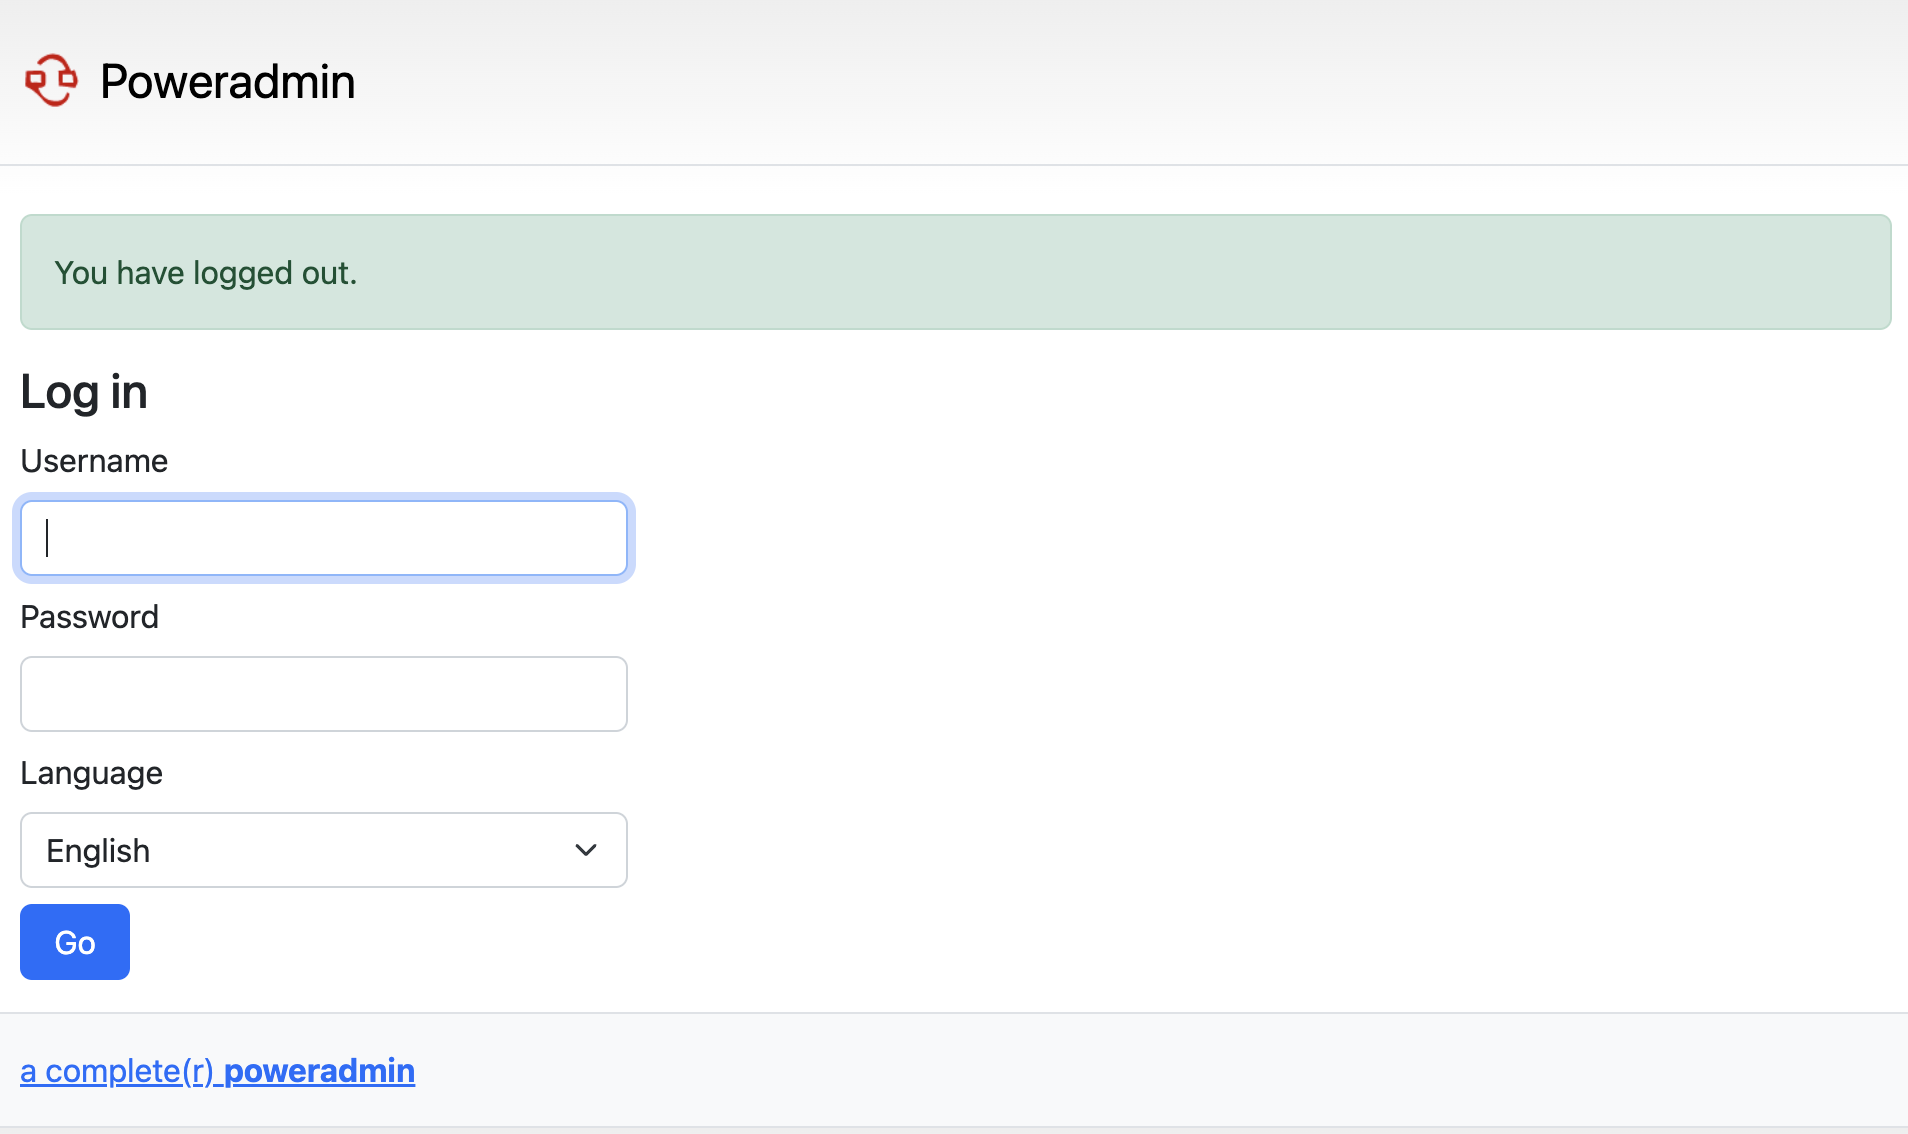 Poweradmin
You have logged out.
Log in
Username
Password
Language
English
Go
a complete(r) poweradmin